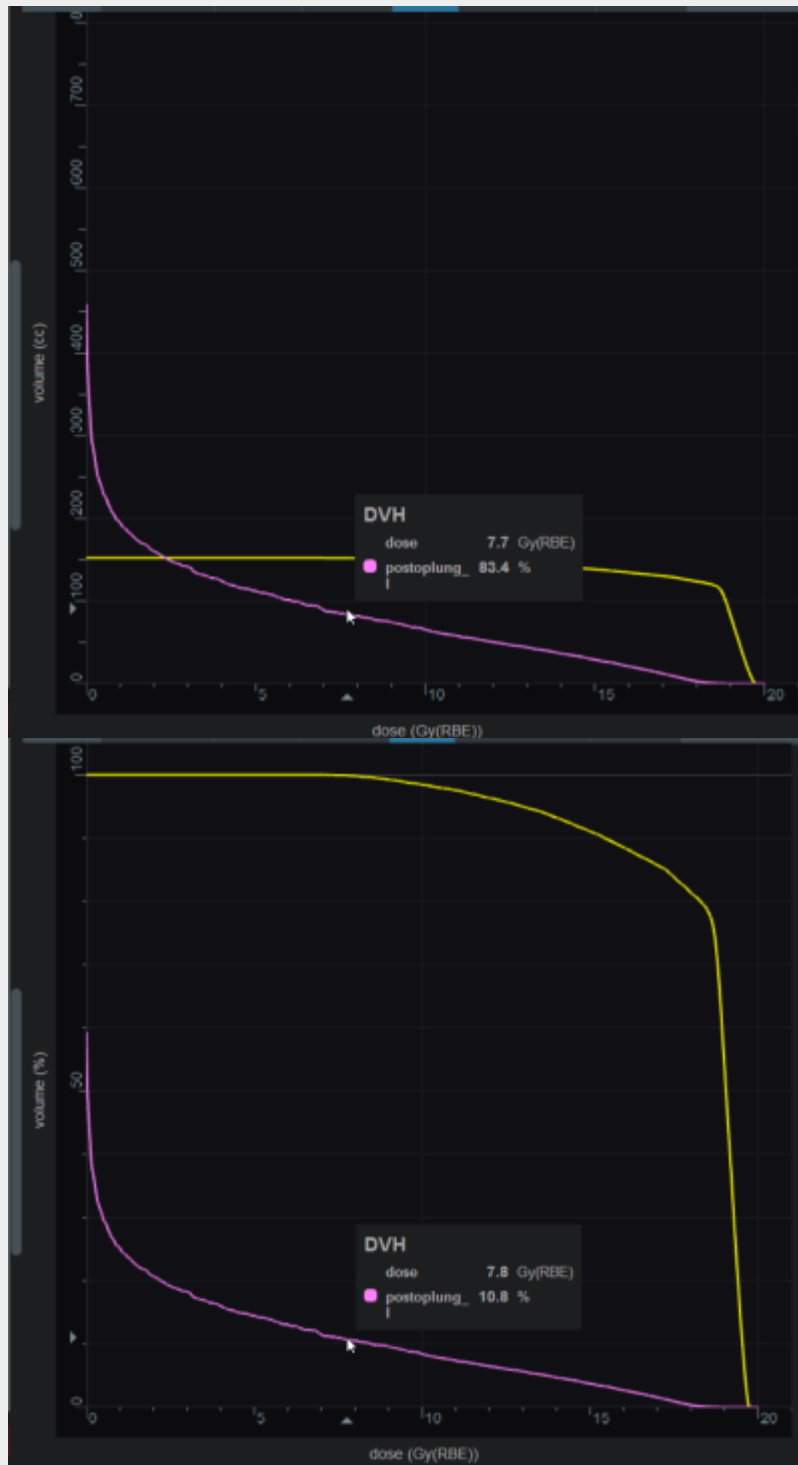 700
600
500
400
300
200
100
0
volume (cc)
DVH
dose 7.7 Gy(RBE)
postoplung_ 83.4 %
l
0 5 10 15 20
dose (Gy(RBE))
100
50
0
volume (%)
DVH
dose 7.8 Gy(RBE)
postoplung_ 10.8 %
l
0 5 10 15 20
dose (Gy(RBE))